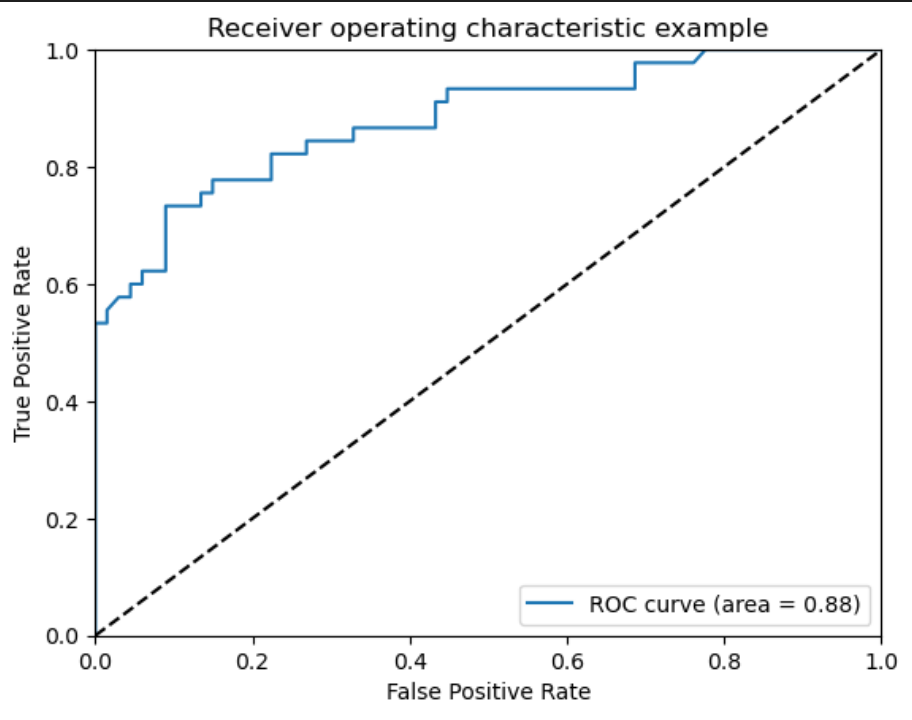 Receiver operating characteristic example
1.0
0.8
0.6
0.4
0.2
0.0
True Positive Rate
ROC curve (area = 0.88)
0.0 0.2 0.4 0.6 0.8 1.0
False Positive Rate